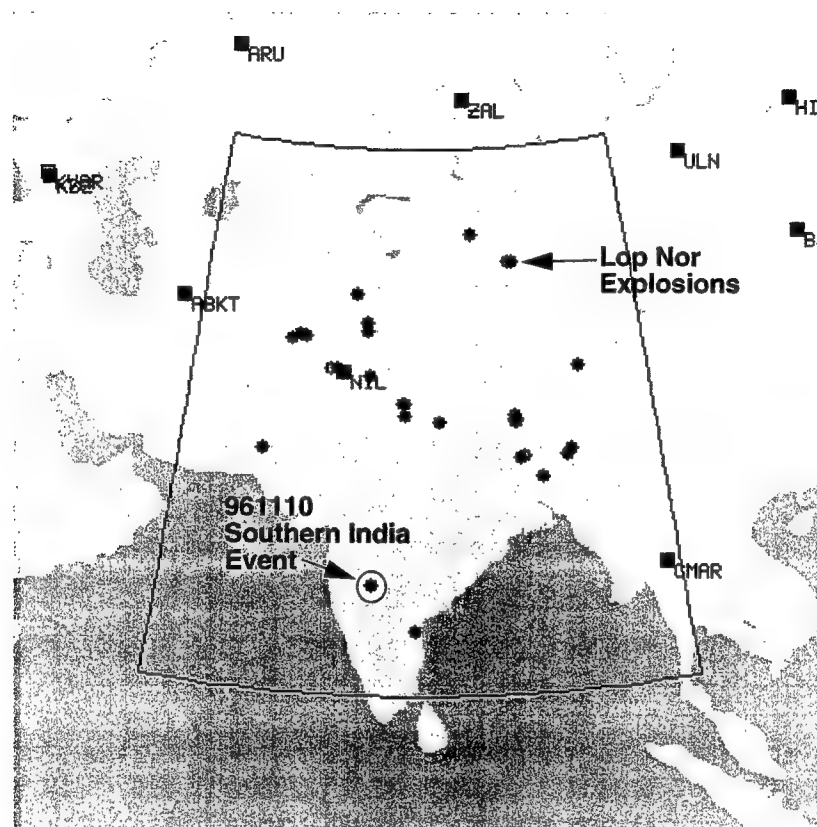 ARU
ZAL
HI
ULN
B
Lop Nor
Explosions
ABKT
NIL
961110
Southern India
Event
CMAR